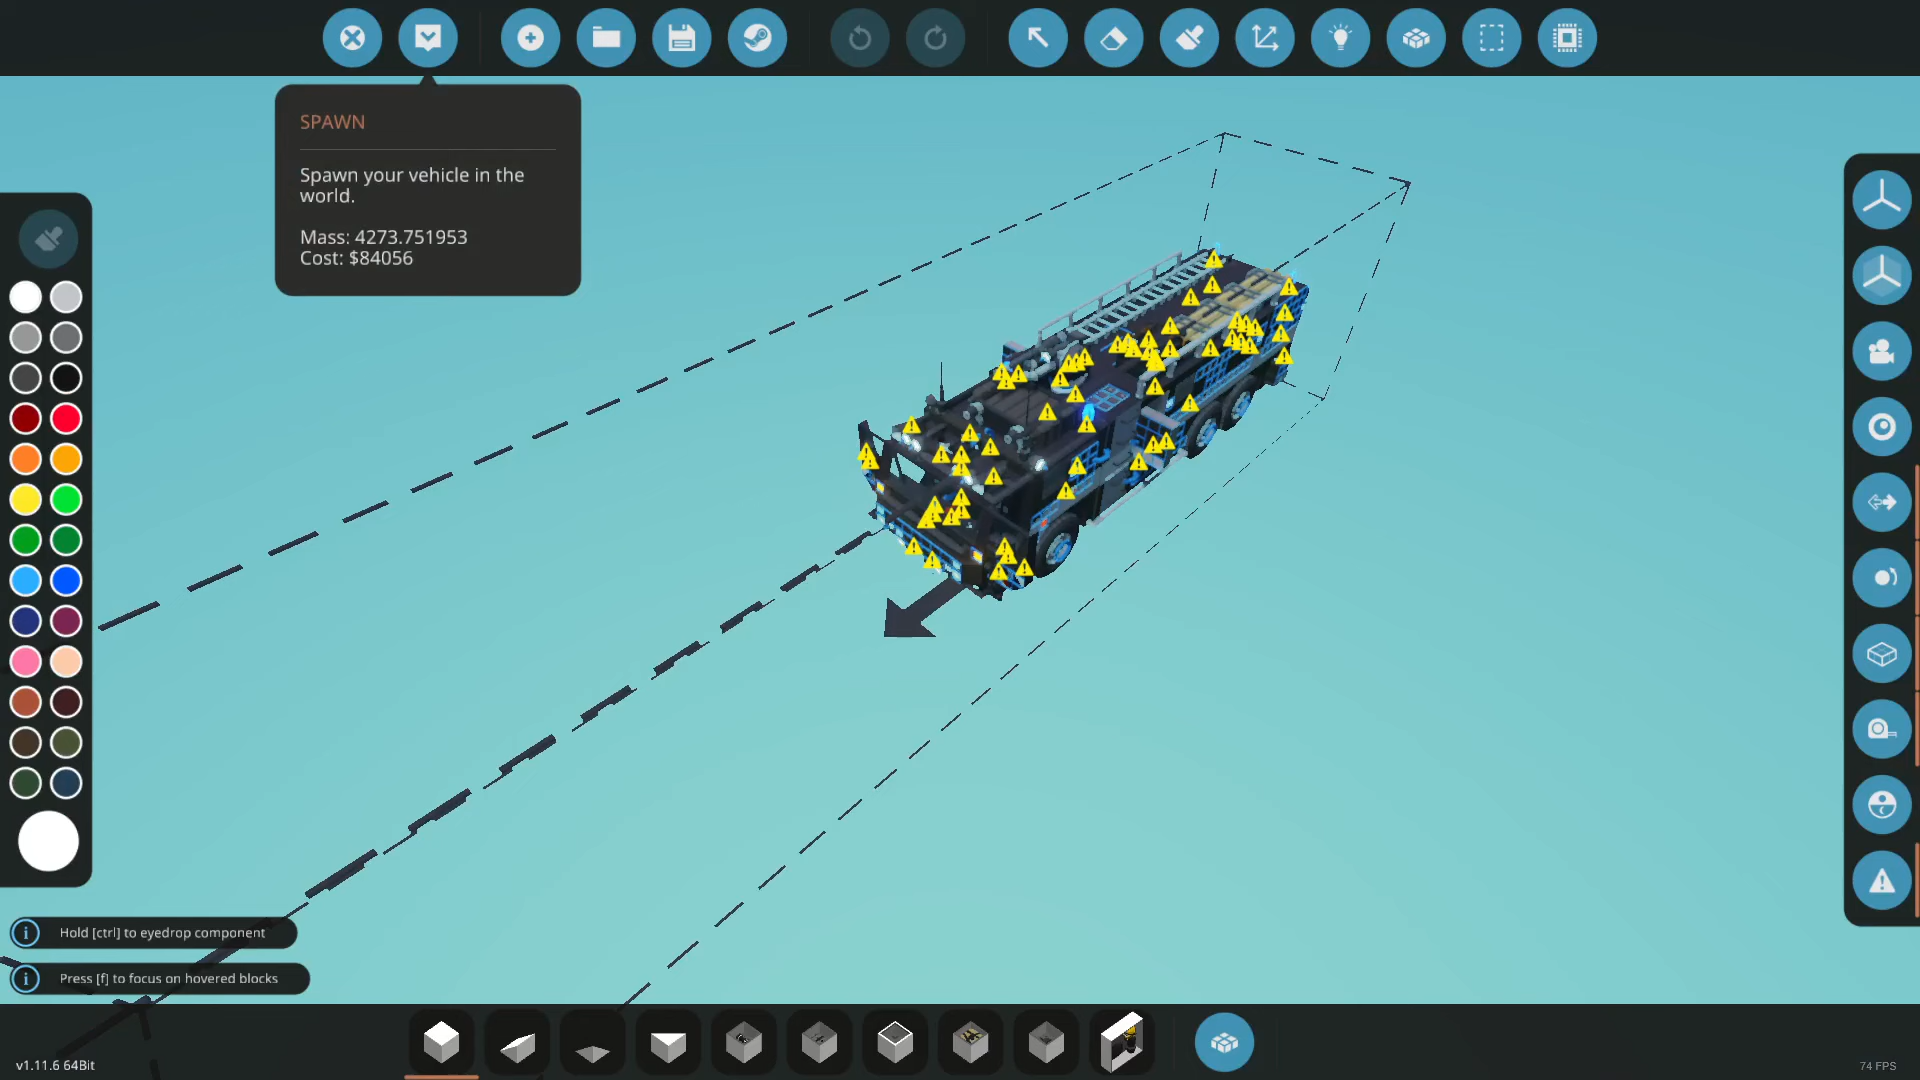 SPAWN
Spawn your vehicle in the
world.
Mass: 4273.751953
Cost: $84056
Hold [ctrl] to eyedrop component
Press [f] to focus on hovered blocks
v1.11.6 64Bit
74 FPS